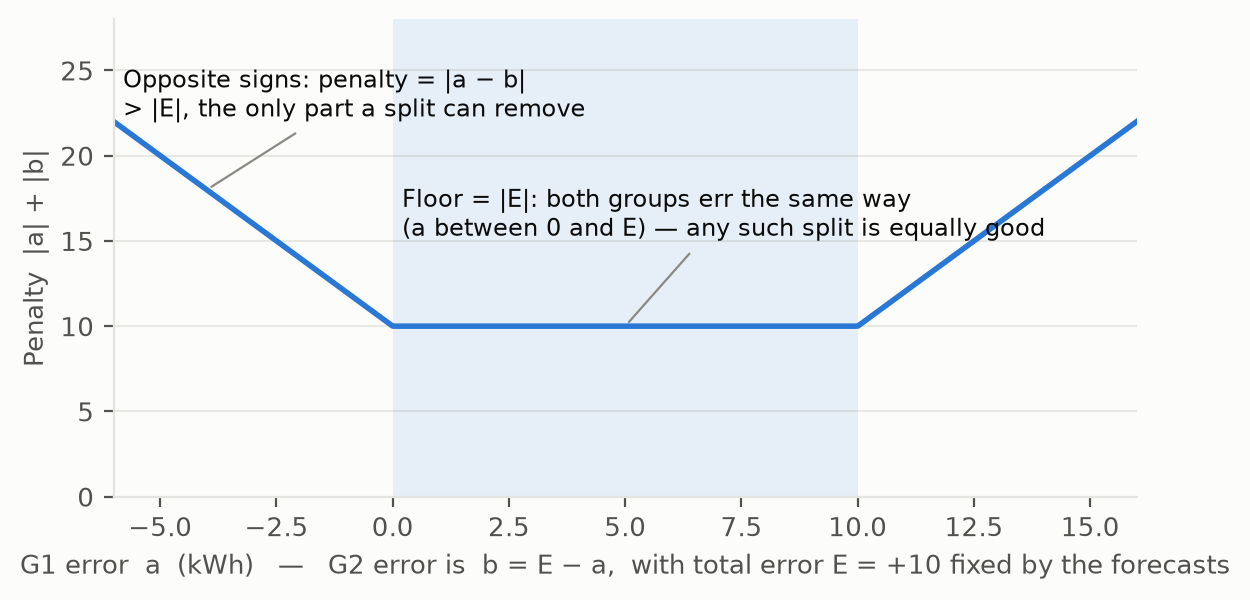 25
Opposite signs: penalty = |a − b|
> |E|, the only part a split can remove
20
Floor = |E|: both groups err the same way
(a between 0 and E) — any such split is equally good
15
10
5
0
Penalty |a| + |b|
−5.0 −2.5 0.0 2.5 5.0 7.5 10.0 12.5 15.0
G1 error a (kWh) — G2 error is b = E − a, with total error E = +10 fixed by the forecasts